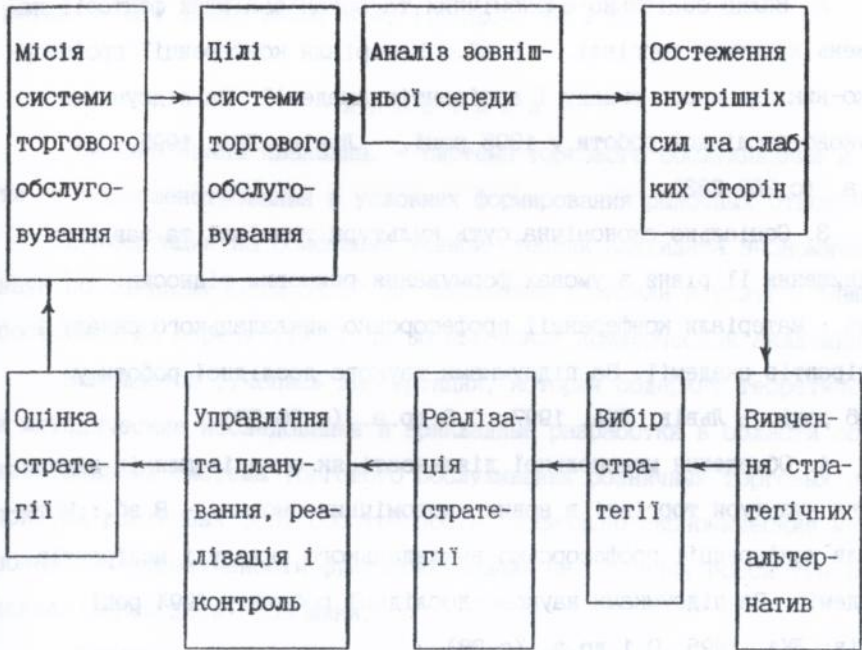 Місія
системи
торгового
обслуго-
вування
Цілі
системи
торгового
обслуго-
вування
Аналіз зовніш-
ньої середи
Обстеження
внутрішніх
сил та слаб-
ких сторін
Оцінка
страте-
гії
Управління
та плану
вання, реа-
лізація і
контроль
Реаліза-
ція
страте-
гії
Вибір
стра-
тегії
Вивчен-
ня стра-
тегічних
альтер-
натив